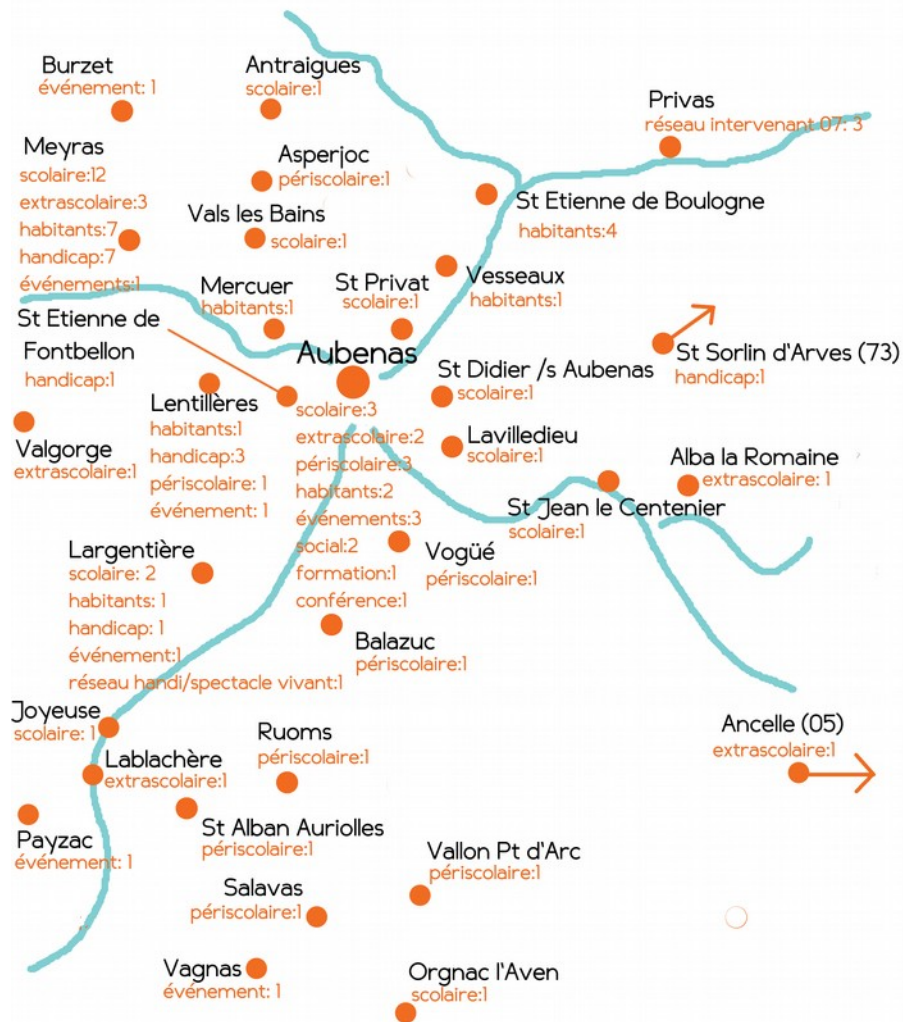 Burzet
événement: 1
Antraigues
scolaire:1
Privas
réseau intervenant 07: 3
Meyras
scolaire:12
extrascolaire:3
habitants:7
handicap:7
événements:1
Asperjoc
périscolaire:1
Vals les Bains
scolaire:1
St Etienne de Boulogne
habitants:4
Mercuer
habitants:1
St Privat
scolaire:1
Vesseaux
habitants:1
St Etienne de
Fontbellon
handicap:1
Aubenas
scolaire:3
extrascolaire:2
périscolaire:3
habitants:2
événements:3
social:2
formation:1
conférence:1
St Sorlin d'Arves (73)
handicap:1
St Didier /s Aubenas
scolaire:1
Lentillères
habitants:1
handicap:3
périscolaire: 1
événement: 1
Valgorge
extrascolaire:1
Lavilledieu
scolaire:1
Alba la Romaine
extrascolaire: 1
St Jean le Centenier
scolaire:1
Vogüé
périscolaire:1
Largentière
scolaire: 2
habitants: 1
handicap: 1
événement:1
réseau handi/spectacle vivant:1
Balazuc
périscolaire:1
Joyeuse
scolaire: 1
Ruoms
périscolaire:1
Ancelle (05)
extrascolaire:1
Lablachère
extrascolaire:1
Payzac
événement: 1
St Alban Auriolles
périscolaire:1
Vallon Pt d'Arc
périscolaire:1
Salavas
périscolaire:1
Vagnas
événement: 1
Orgnac l'Aven
scolaire:1